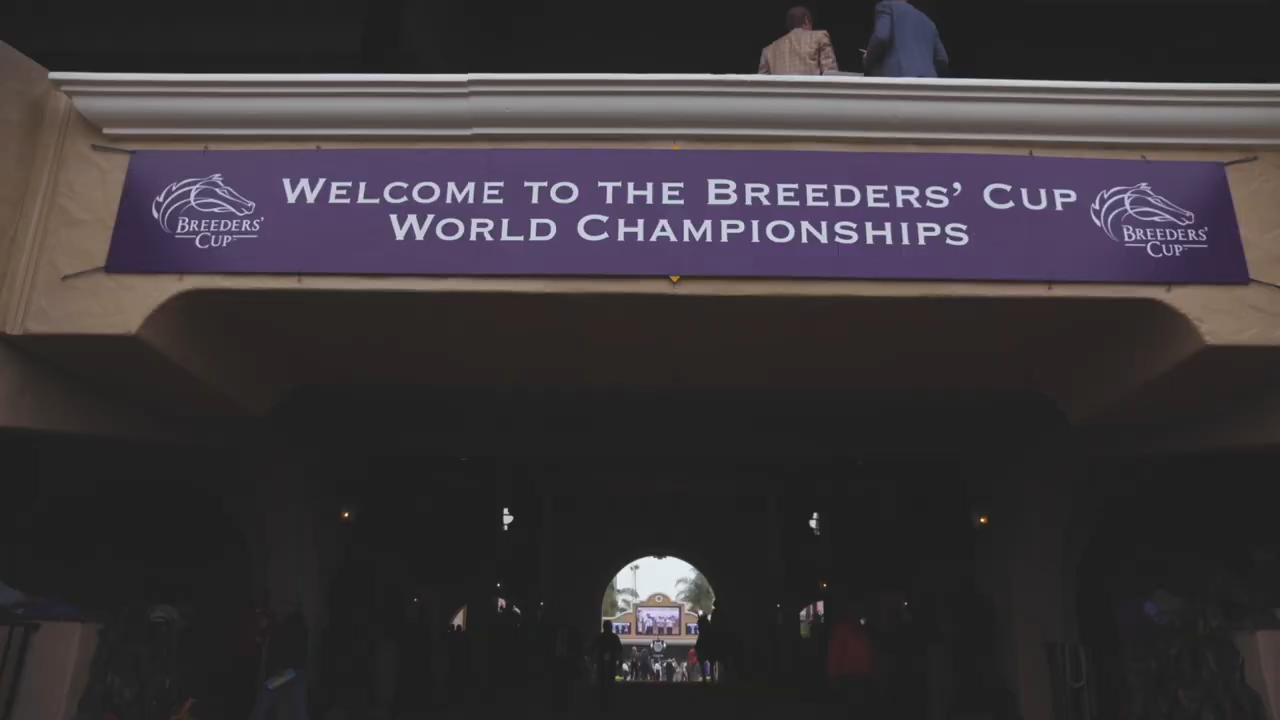 WELCOME TO THE BREEDERS' CUP
WORLD CHAMPIONSHIPS
BREEDERS'
CUP
BREEDERS'
CUP